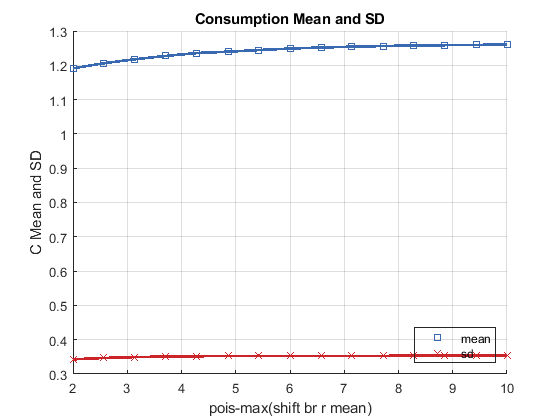 Consumption Mean and SD
1.3
1.2
1.1
1
0.9
0.8
0.7
0.6
0.5
0.4
0.3
C Mean and SD
mean
sd
2 3 4 5 6 7 8 9 10
pois-max(shift br r mean)